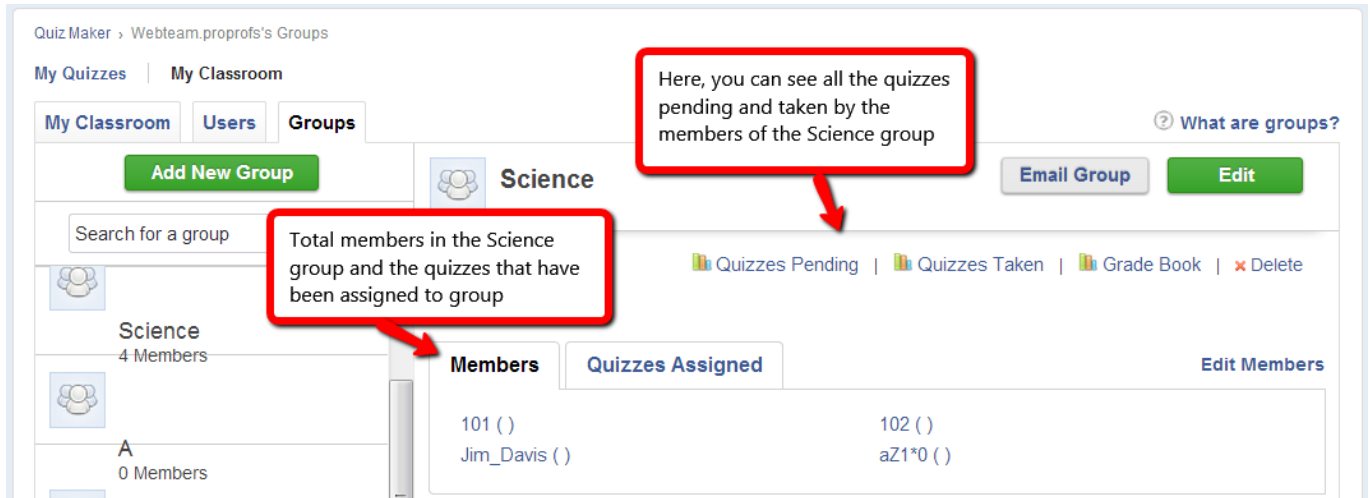 Quiz Maker › Webteam.proprofs's Groups
My Quizzes | My Classroom
Here, you can see all the quizzes
pending and taken by the
members of the Science group
My Classroom Users Groups
? What are groups?
Add New Group
Science
Email Group Edit
Search for a group
Total members in the Science
group and the quizzes that have
been assigned to group
Quizzes Pending | Quizzes Taken | Grade Book | x Delete
Science
4 Members
Members Quizzes Assigned Edit Members
A
0 Members
101 ( ) 102 ( )
Jim_Davis ( ) aZ1*0 ( )